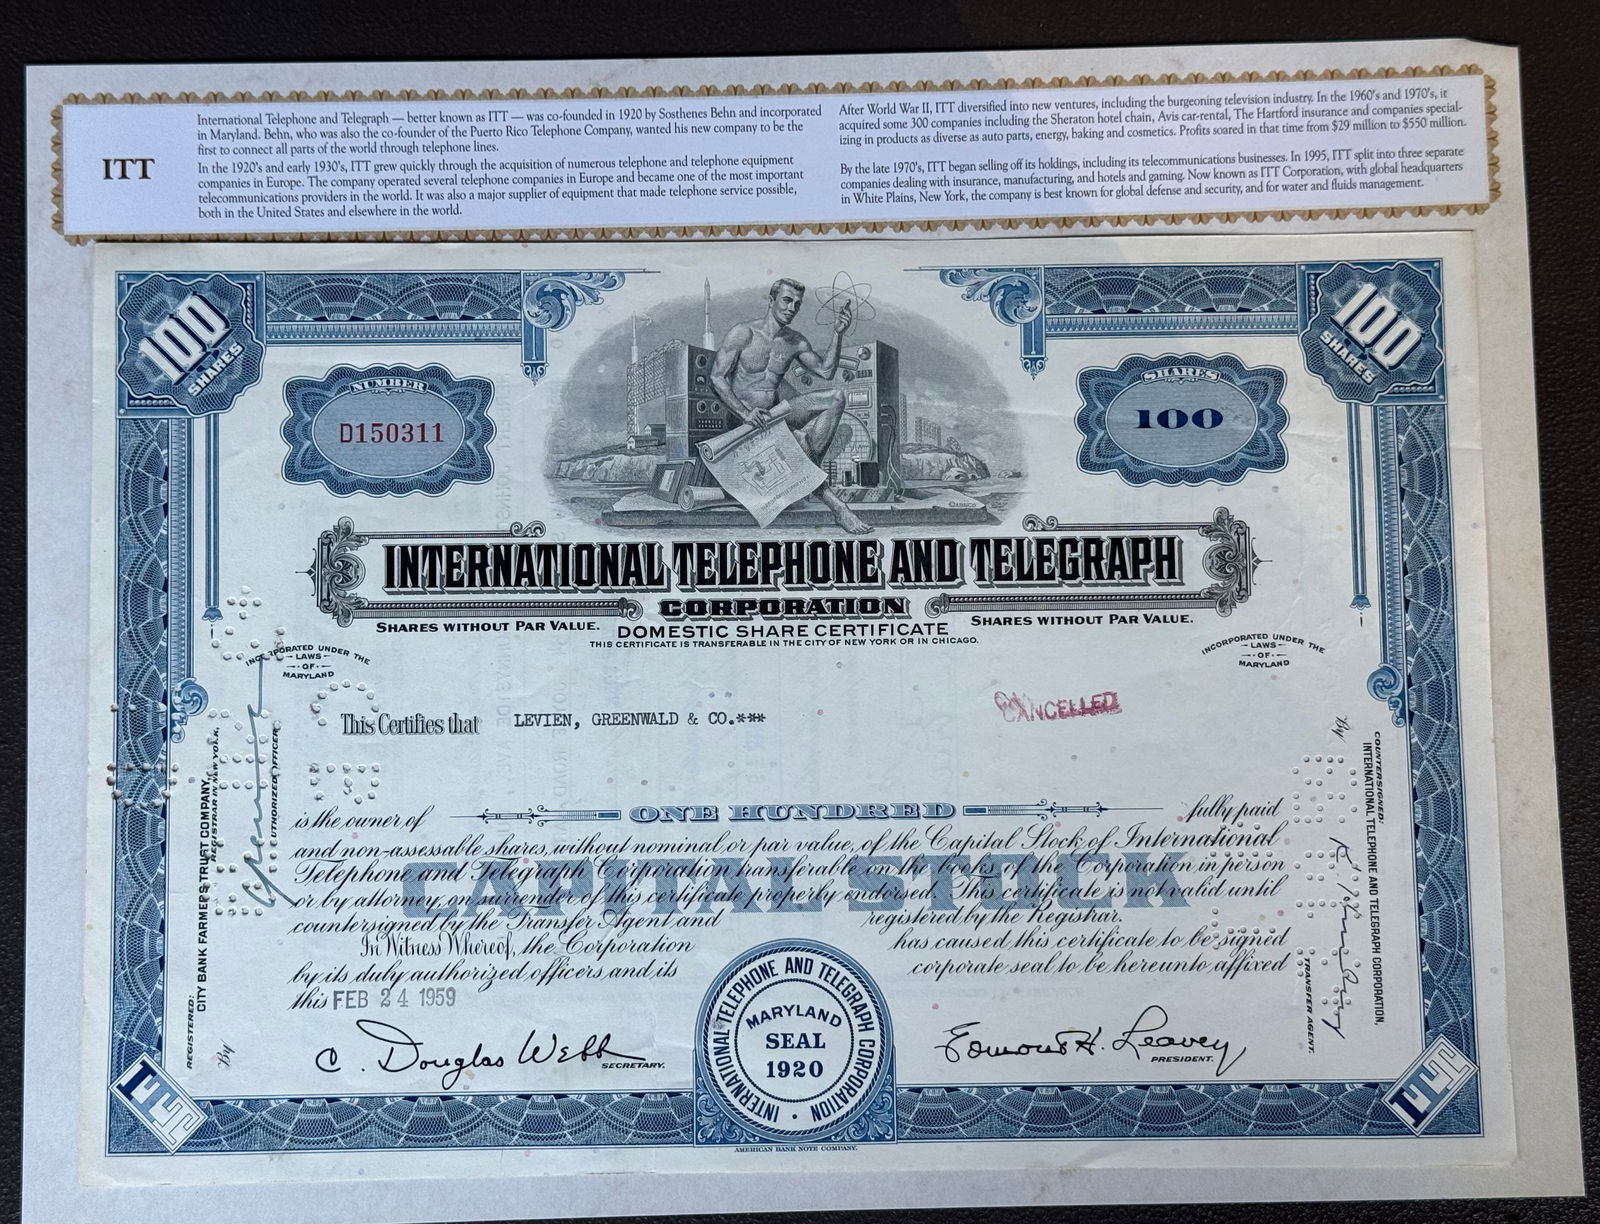 ITT
International Telephone and Telegraph — better known as ITT — was co-founded in 1920 by Sosthenes Behn and incorporated
in Maryland. Behn, who was also the co-founder of the Puerto Rico Telephone Company, wanted his new company to be the
first to connect all parts of the world through telephone lines.
In the 1920's and early 1930's, ITT grew quickly through the acquisition of numerous telephone and telephone equipment
companies in Europe. The company operated several telephone companies in Europe and became one of the most important
telecommunications providers in the world. It was also a major supplier of equipment that made telephone service possible,
both in the United States and elsewhere in the world.
After World War II, ITT diversified into new ventures, including the burgeoning television industry. In the 1960's and 1970's, it
acquired some 300 companies including the Sheraton hotel chain, Avis car-rental, The Hartford insurance and companies special-
izing in products as diverse as auto parts, energy, baking and cosmetics. Profits soared in that time from $29 million to $550 million.
By the late 1970's, ITT began selling off its holdings, including its telecommunications businesses. In 1995, ITT split into three separate
companies dealing with insurance, manufacturing, and hotels and gaming. Now known as ITT Corporation, with global headquarters
in White Plains, New York, the company is best known for global defense and security, and for water and fluids management.
100
SHARES
100
SHARES
NUMBER
D150311
SHARES
100
INTERNATIONAL TELEPHONE AND TELEGRAPH
CORPORATION
SHARES WITHOUT PAR VALUE.
SHARES WITHOUT PAR VALUE.
DOMESTIC SHARE CERTIFICATE
THIS CERTIFICATE IS TRANSFERABLE IN THE CITY OF NEW YORK OR IN CHICAGO.
INCORPORATED UNDER THE
LAWS
OF
MARYLAND
INCORPORATED UNDER THE
LAWS
OF
MARYLAND
This Certifies that LEVIEN, GREENWALD & CO.***
CANCELLED
is the owner of ONE HUNDRED fully paid
and non-assessable shares, without nominal or par value, of the Capital Stock of International
Telephone and Telegraph Corporation transferable on the books of the Corporation in person
or by attorney, on surrender of this certificate properly endorsed. This certificate is not valid until
countersigned by the Transfer Agent and registered by the Registrar.
CAPITAL STOCK
In Witness Whereof, the Corporation has caused this certificate to be signed
by its duly authorized officers and its corporate seal to be hereunto affixed
this FEB 24 1959
C. Douglas Webb
SECRETARY.
Edmond H. Leavey
PRESIDENT.
INTERNATIONAL TELEPHONE AND TELEGRAPH CORPORATION
MARYLAND
SEAL
1920
REGISTERED:
CITY BANK FARMERS TRUST COMPANY,
REGISTRAR IN NEW YORK,
By
AUTHORIZED OFFICER
COUNTERSIGNED:
INTERNATIONAL TELEPHONE AND TELEGRAPH CORPORATION,
By
TRANSFER AGENT.
ITT
ITT
AMERICAN BANK NOTE COMPANY.